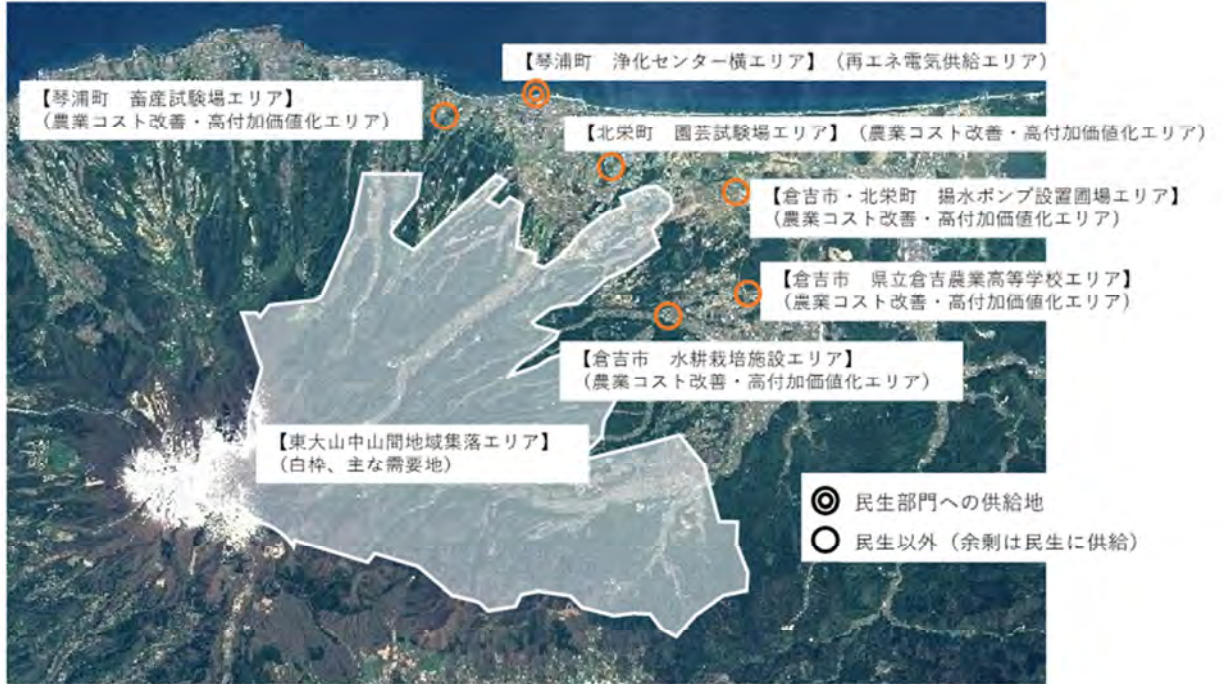 【琴浦町　浄化センター横エリア】（再エネ電気供給エリア）
【琴浦町　畜産試験場エリア】
（農業コスト改善・高付加価値化エリア）
【北栄町　園芸試験場エリア】（農業コスト改善・高付加価値化エリア）
【倉吉市・北栄町　揚水ポンプ設置圃場エリア】
（農業コスト改善・高付加価値化エリア）
【倉吉市　県立倉吉農業高等学校エリア】
（農業コスト改善・高付加価値化エリア）
【倉吉市　水耕栽培施設エリア】
（農業コスト改善・高付加価値化エリア）
【東大山中山間地域集落エリア】
（白枠、主な需要地）
民生部門への供給地
民生以外（余剰は民生に供給）